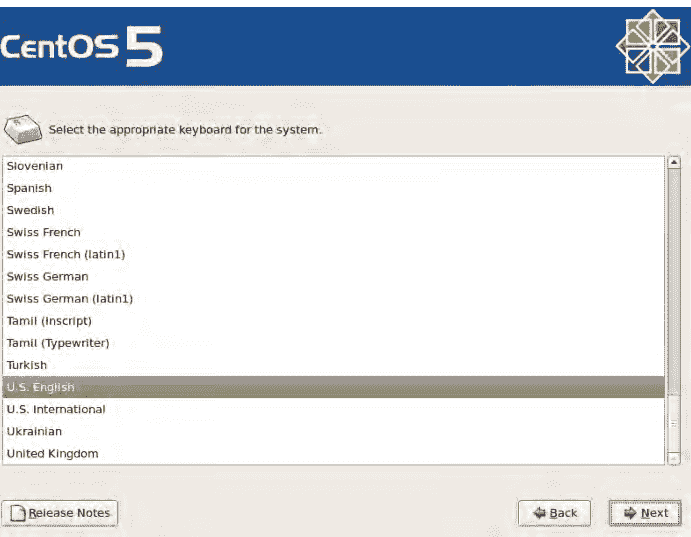 CentOS 5
Select the appropriate keyboard for the system.
Slovenian
Spanish
Swedish
Swiss French
Swiss French (latin1)
Swiss German
Swiss German (latin1)
Tamil (Inscript)
Tamil (Typewriter)
Turkish
U.S. English
U.S. International
Ukrainian
United Kingdom
Release Notes
Back
Next